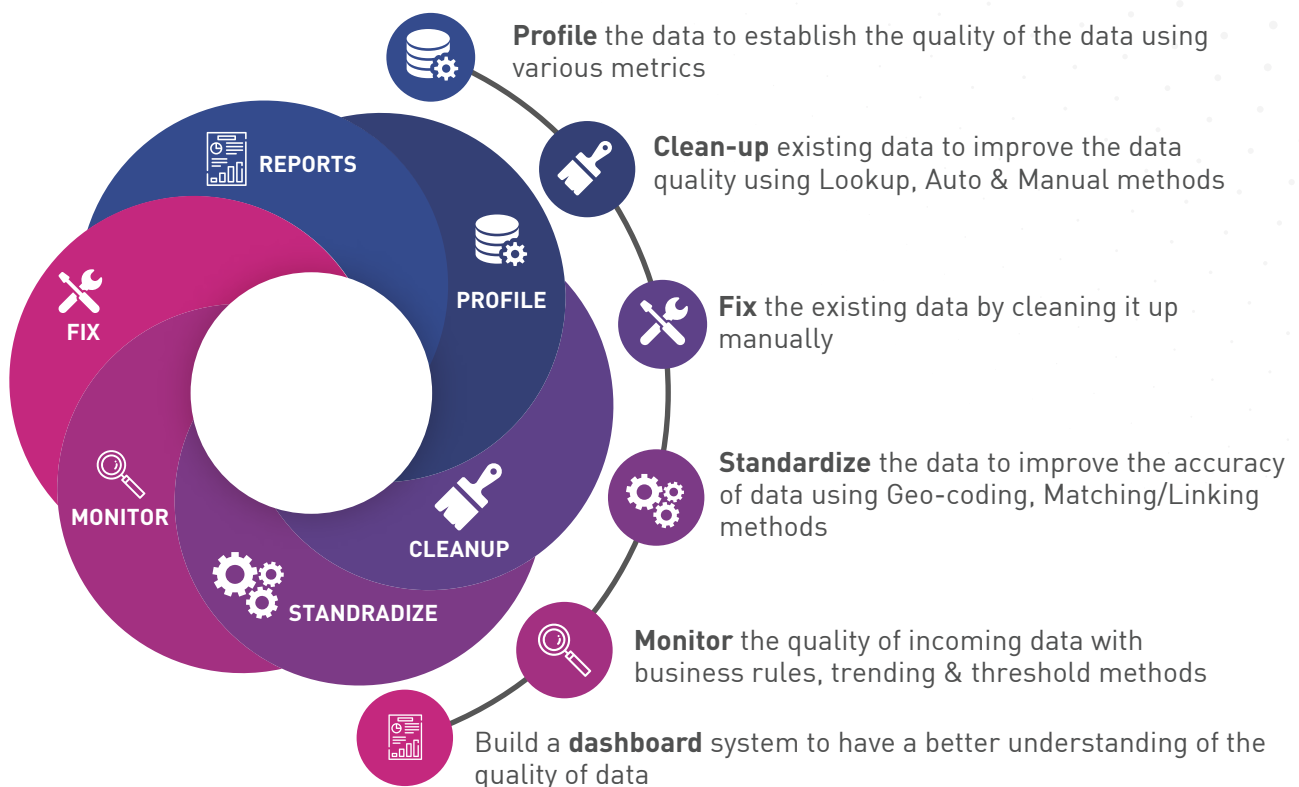 REPORTS
PROFILE
FIX
MONITOR
CLEANUP
STANDRADIZE
Profile the data to establish the quality of the data using
various metrics
Clean-up existing data to improve the data
quality using Lookup, Auto & Manual methods
Fix the existing data by cleaning it up
manually
Standardize the data to improve the accuracy
of data using Geo-coding, Matching/Linking
methods
Monitor the quality of incoming data with
business rules, trending & threshold methods
Build a dashboard system to have a better understanding of the
quality of data